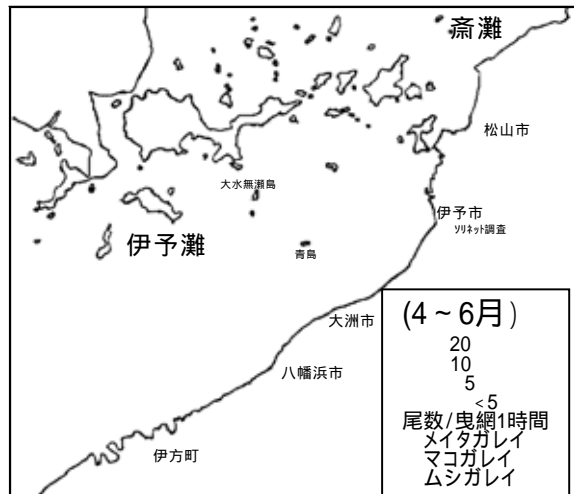 斎灘
松山市
大水無瀬島
伊予市
ソリネット調査
伊予灘
青島
大洲市
八幡浜市
伊方町
(4~6月)
20
10
5
<5
尾数/曳網1時間
メイタガレイ
マコガレイ
ムシガレイ